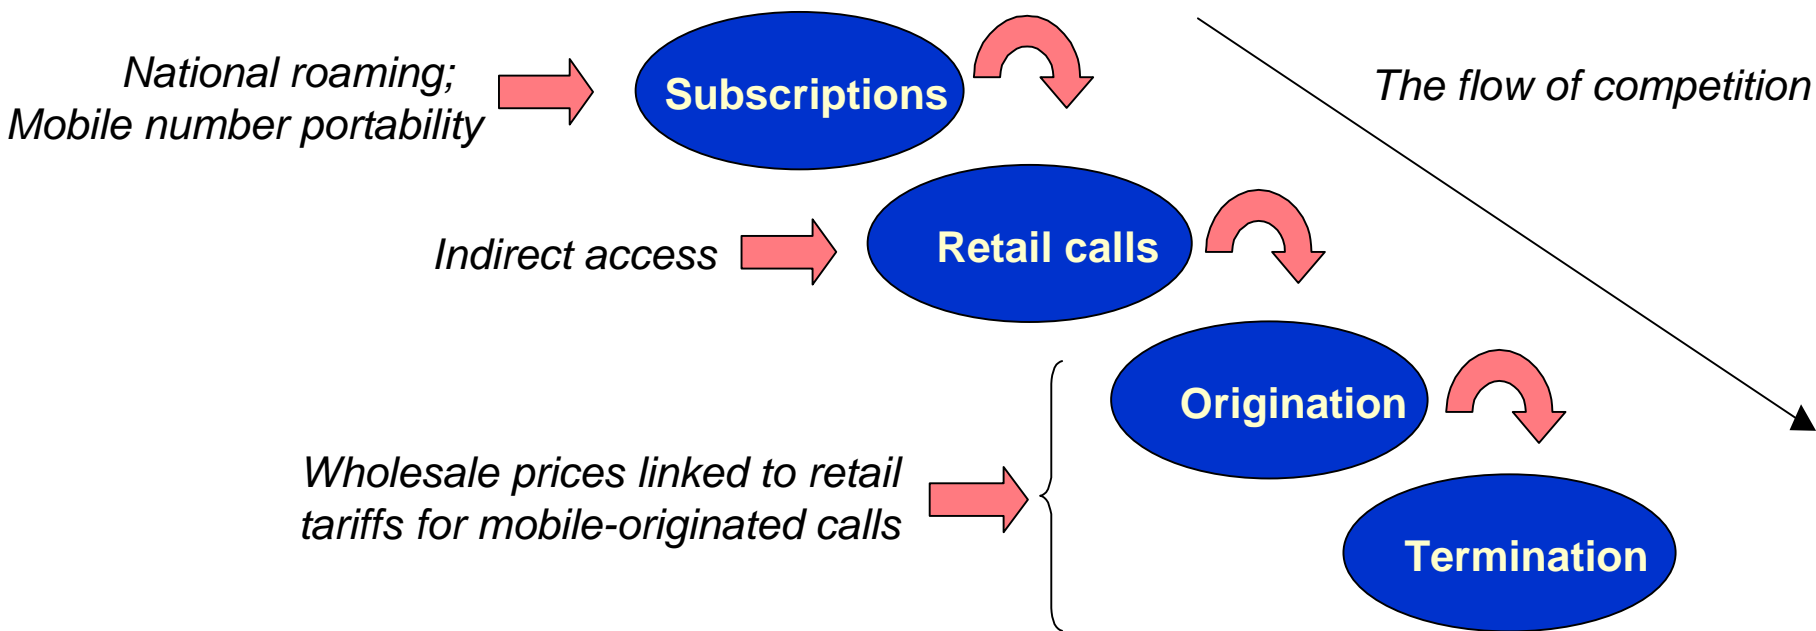 National roaming;
Mobile number portability
Subscriptions
The flow of competition
Indirect access
Retail calls
Origination
Wholesale prices linked to retail
tariffs for mobile-originated calls
Termination